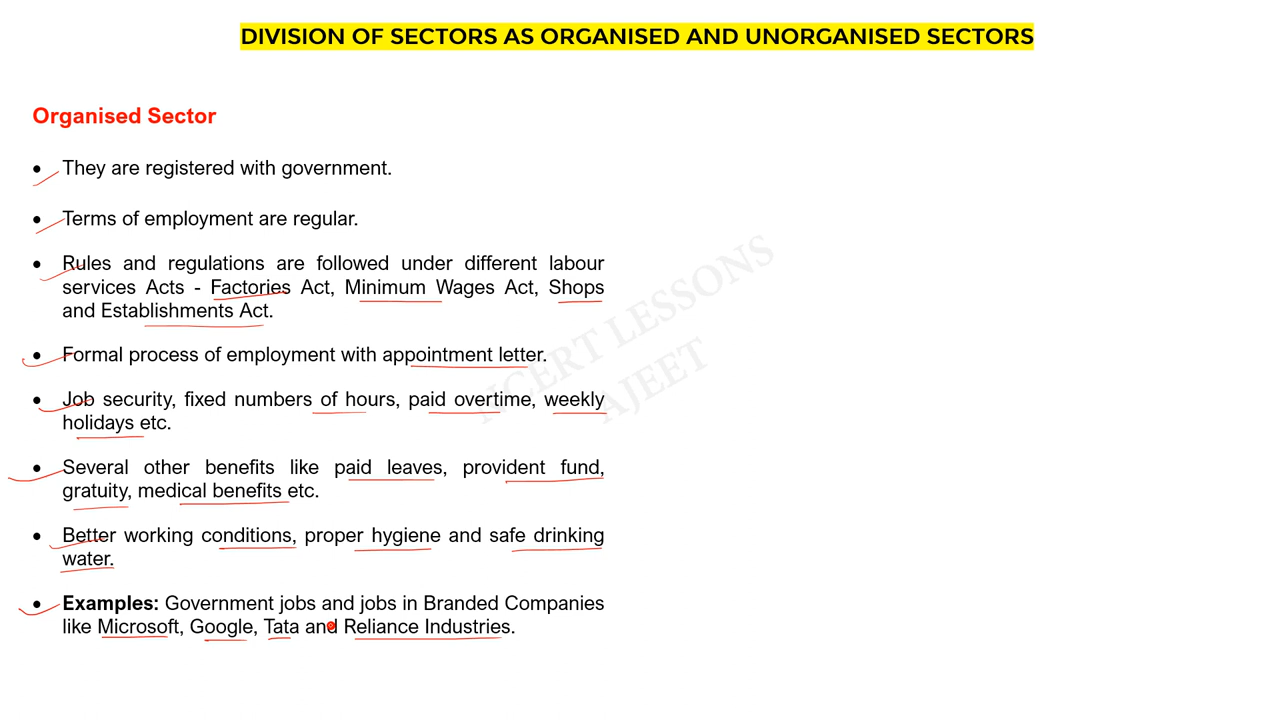 DIVISION OF SECTORS AS ORGANISED AND UNORGANISED SECTORS
Organised Sector
• They are registered with government.
• Terms of employment are regular.
• Rules and regulations are followed under different labour
services Acts - Factories Act, Minimum Wages Act, Shops
and Establishments Act.
• Formal process of employment with appointment letter.
• Job security, fixed numbers of hours, paid overtime, weekly
holidays etc.
• Several other benefits like paid leaves, provident fund,
gratuity, medical benefits etc.
• Better working conditions, proper hygiene and safe drinking
water.
• Examples: Government jobs and jobs in Branded Companies
like Microsoft, Google, Tata and Reliance Industries.
NCERT LESSONS
AJEET